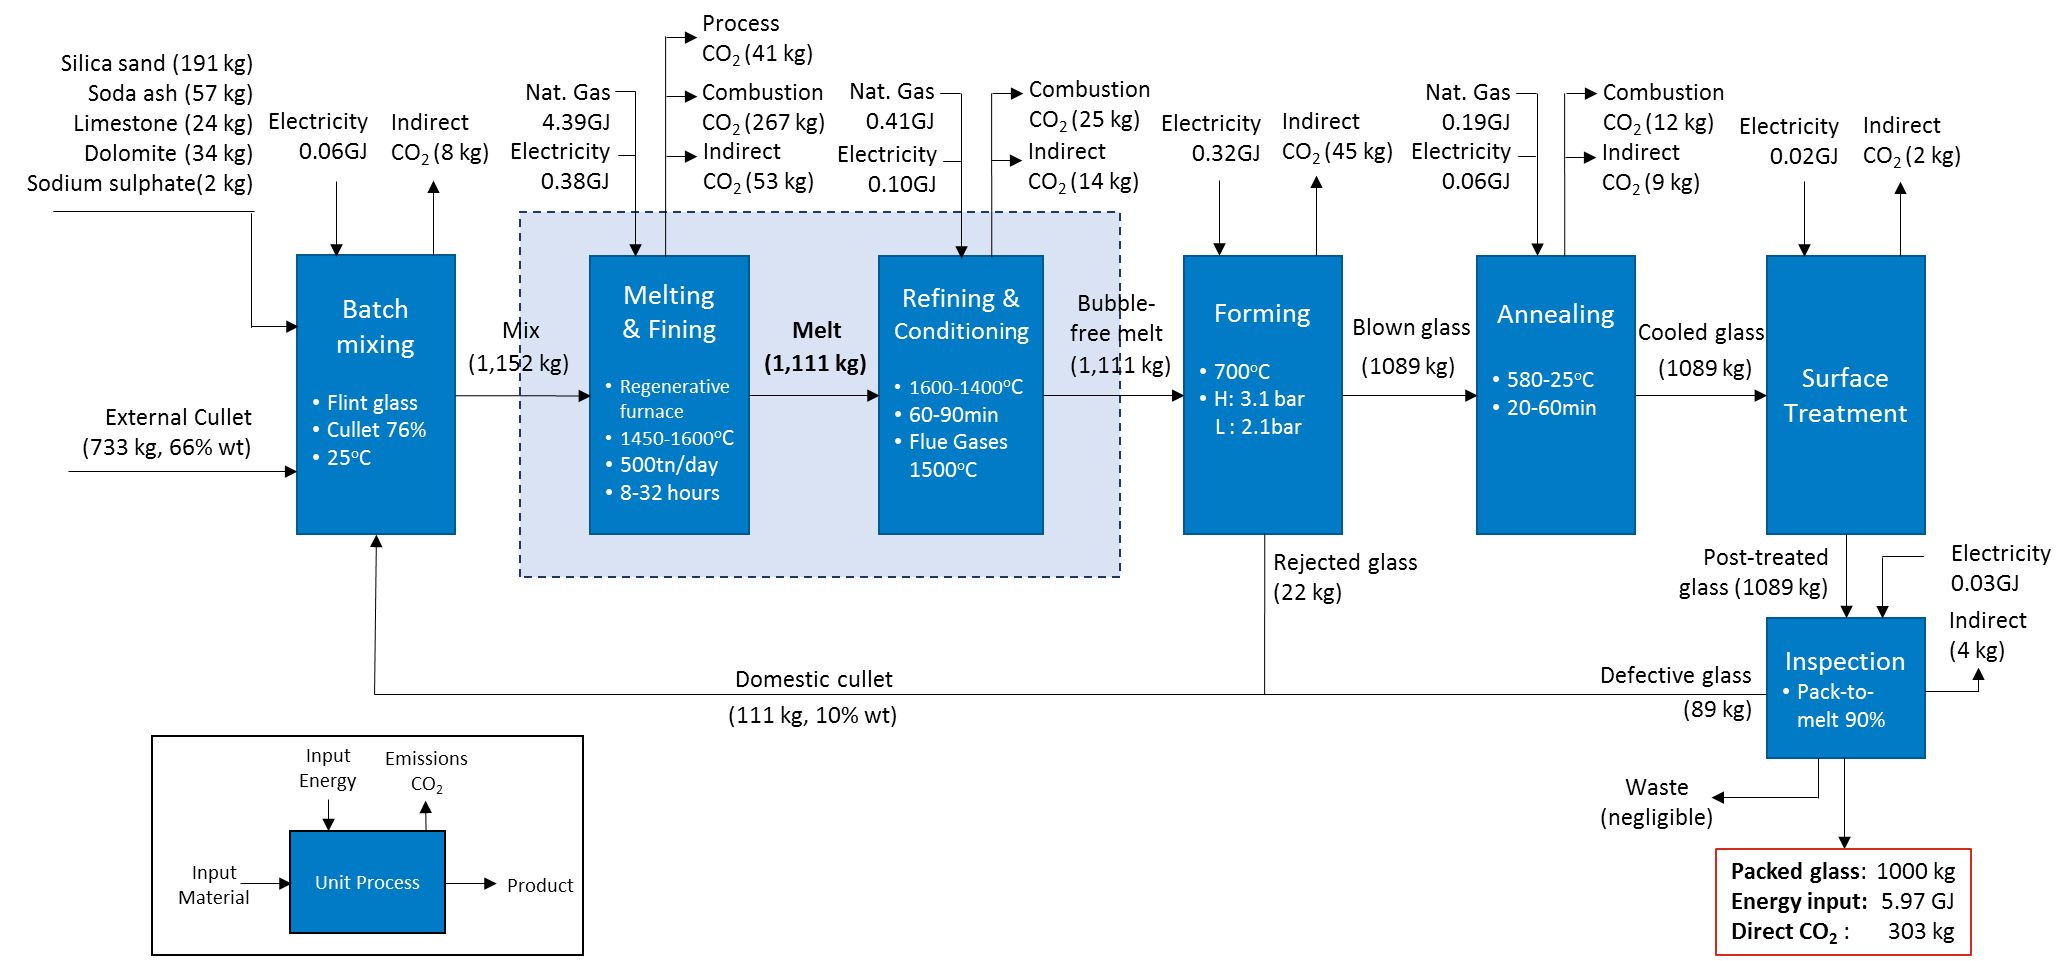 Silica sand (191 kg)
Soda ash (57 kg)
Limestone (24 kg)
Dolomite (34 kg)
Sodium sulphate(2 kg)
External Cullet
(733 kg, 66% wt)
Electricity
0.06GJ
Indirect
CO₂ (8 kg)
Batch
mixing
• Flint glass
• Cullet 76%
• 25°C
Mix
(1,152 kg)
Nat. Gas
4.39GJ
Electricity
0.38GJ
Process
CO₂ (41 kg)
Combustion
CO₂ (267 kg)
Indirect
CO₂ (53 kg)
Melting
& Fining
• Regenerative
furnace
• 1450-1600°C
• 500tn/day
• 8-32 hours
Melt
(1,111 kg)
Nat. Gas
0.41GJ
Electricity
0.10GJ
Combustion
CO₂ (25 kg)
Indirect
CO₂ (14 kg)
Refining &
Conditioning
• 1600-1400°C
• 60-90min
• Flue Gases
1500°C
Bubble-
free melt
(1,111 kg)
Electricity
0.32GJ
Indirect
CO₂ (45 kg)
Forming
• 700°C
• H: 3.1 bar
L : 2.1bar
Rejected glass
(22 kg)
Blown glass
(1089 kg)
Nat. Gas
0.19GJ
Electricity
0.06GJ
Combustion
CO₂ (12 kg)
Indirect
CO₂ (9 kg)
Annealing
• 580-25°C
• 20-60min
Cooled glass
(1089 kg)
Electricity
0.02GJ
Indirect
CO₂ (2 kg)
Surface
Treatment
Post-treated
glass (1089 kg)
Electricity
0.03GJ
Indirect
(4 kg)
Inspection
• Pack-to-
melt 90%
Defective glass
(89 kg)
Domestic cullet
(111 kg, 10% wt)
Waste
(negligible)
Packed glass: 1000 kg
Energy input: 5.97 GJ
Direct CO₂ : 303 kg
Input
Energy
Emissions
CO₂
Input
Material
Unit Process
Product